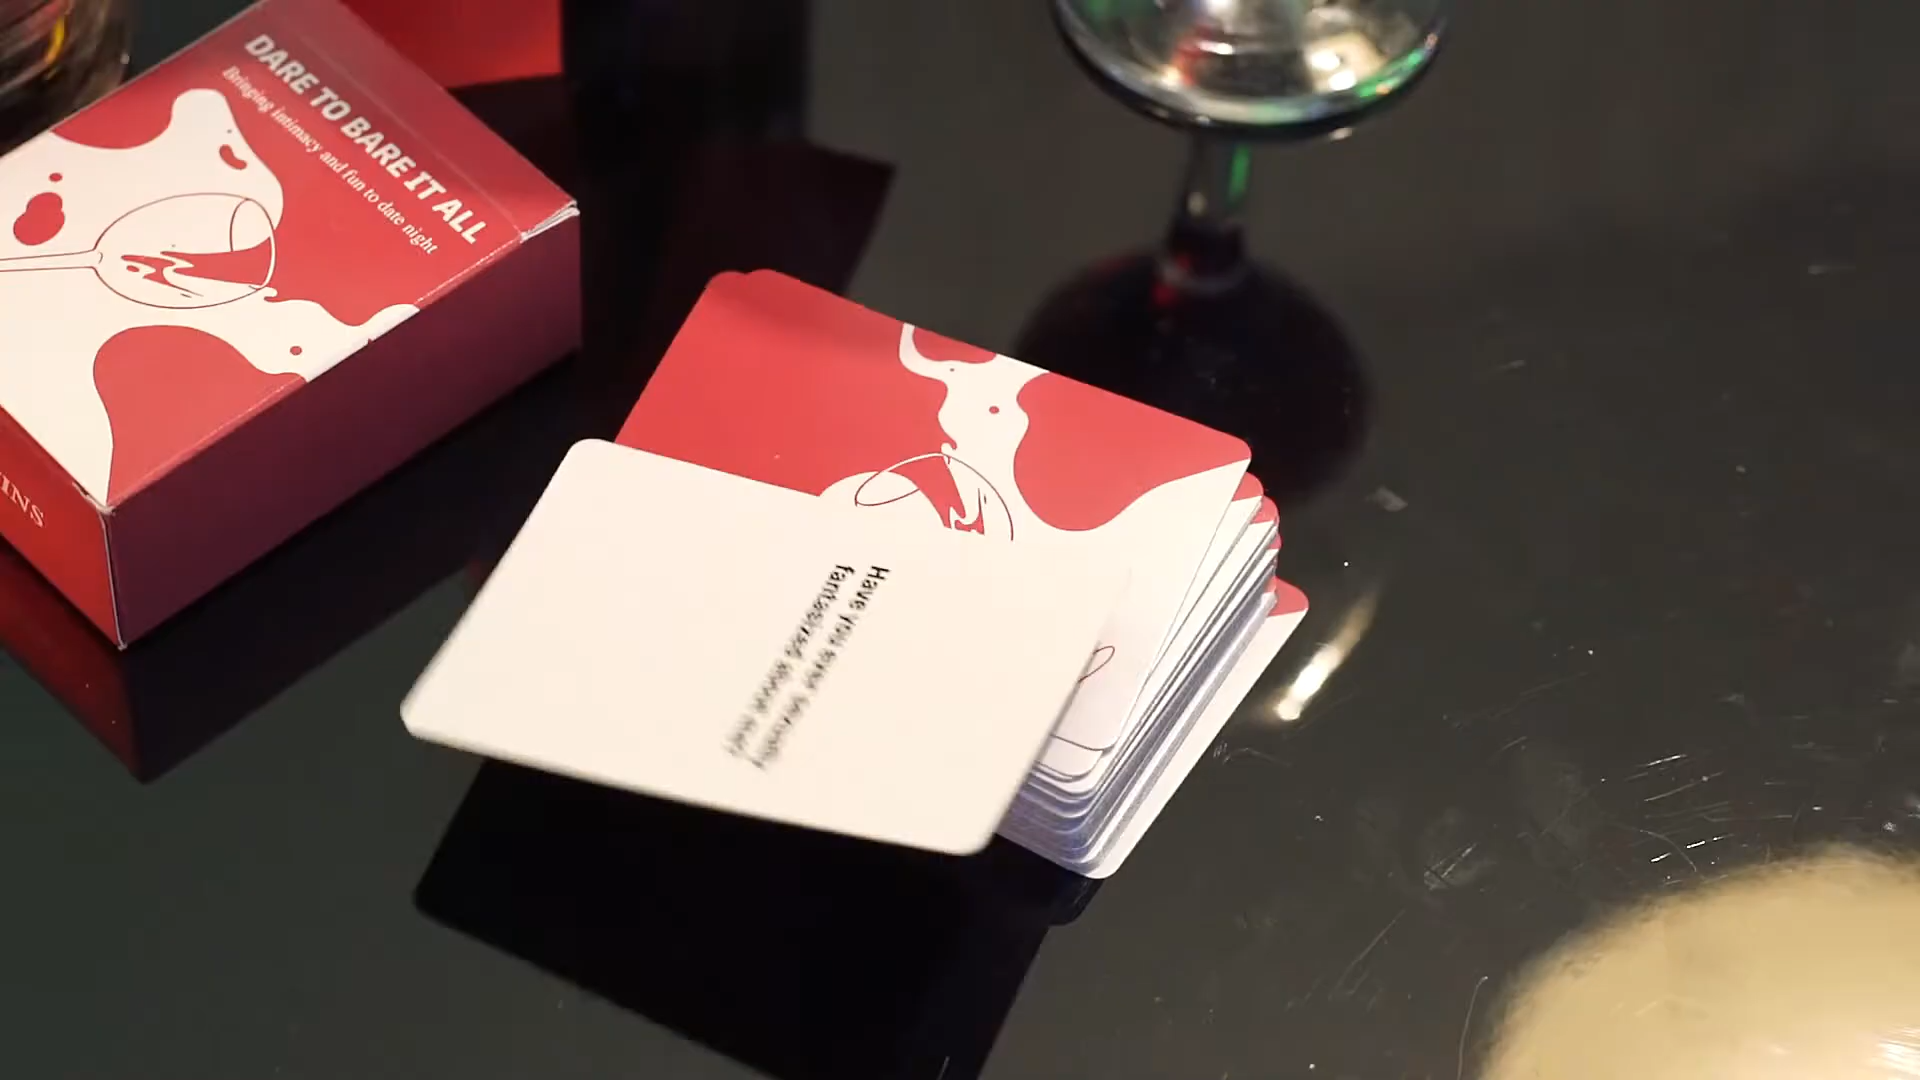 DARE TO BARE IT ALL
Bringing intimacy and fun to date night
Have you ever sexually
fantasized about me?
INS